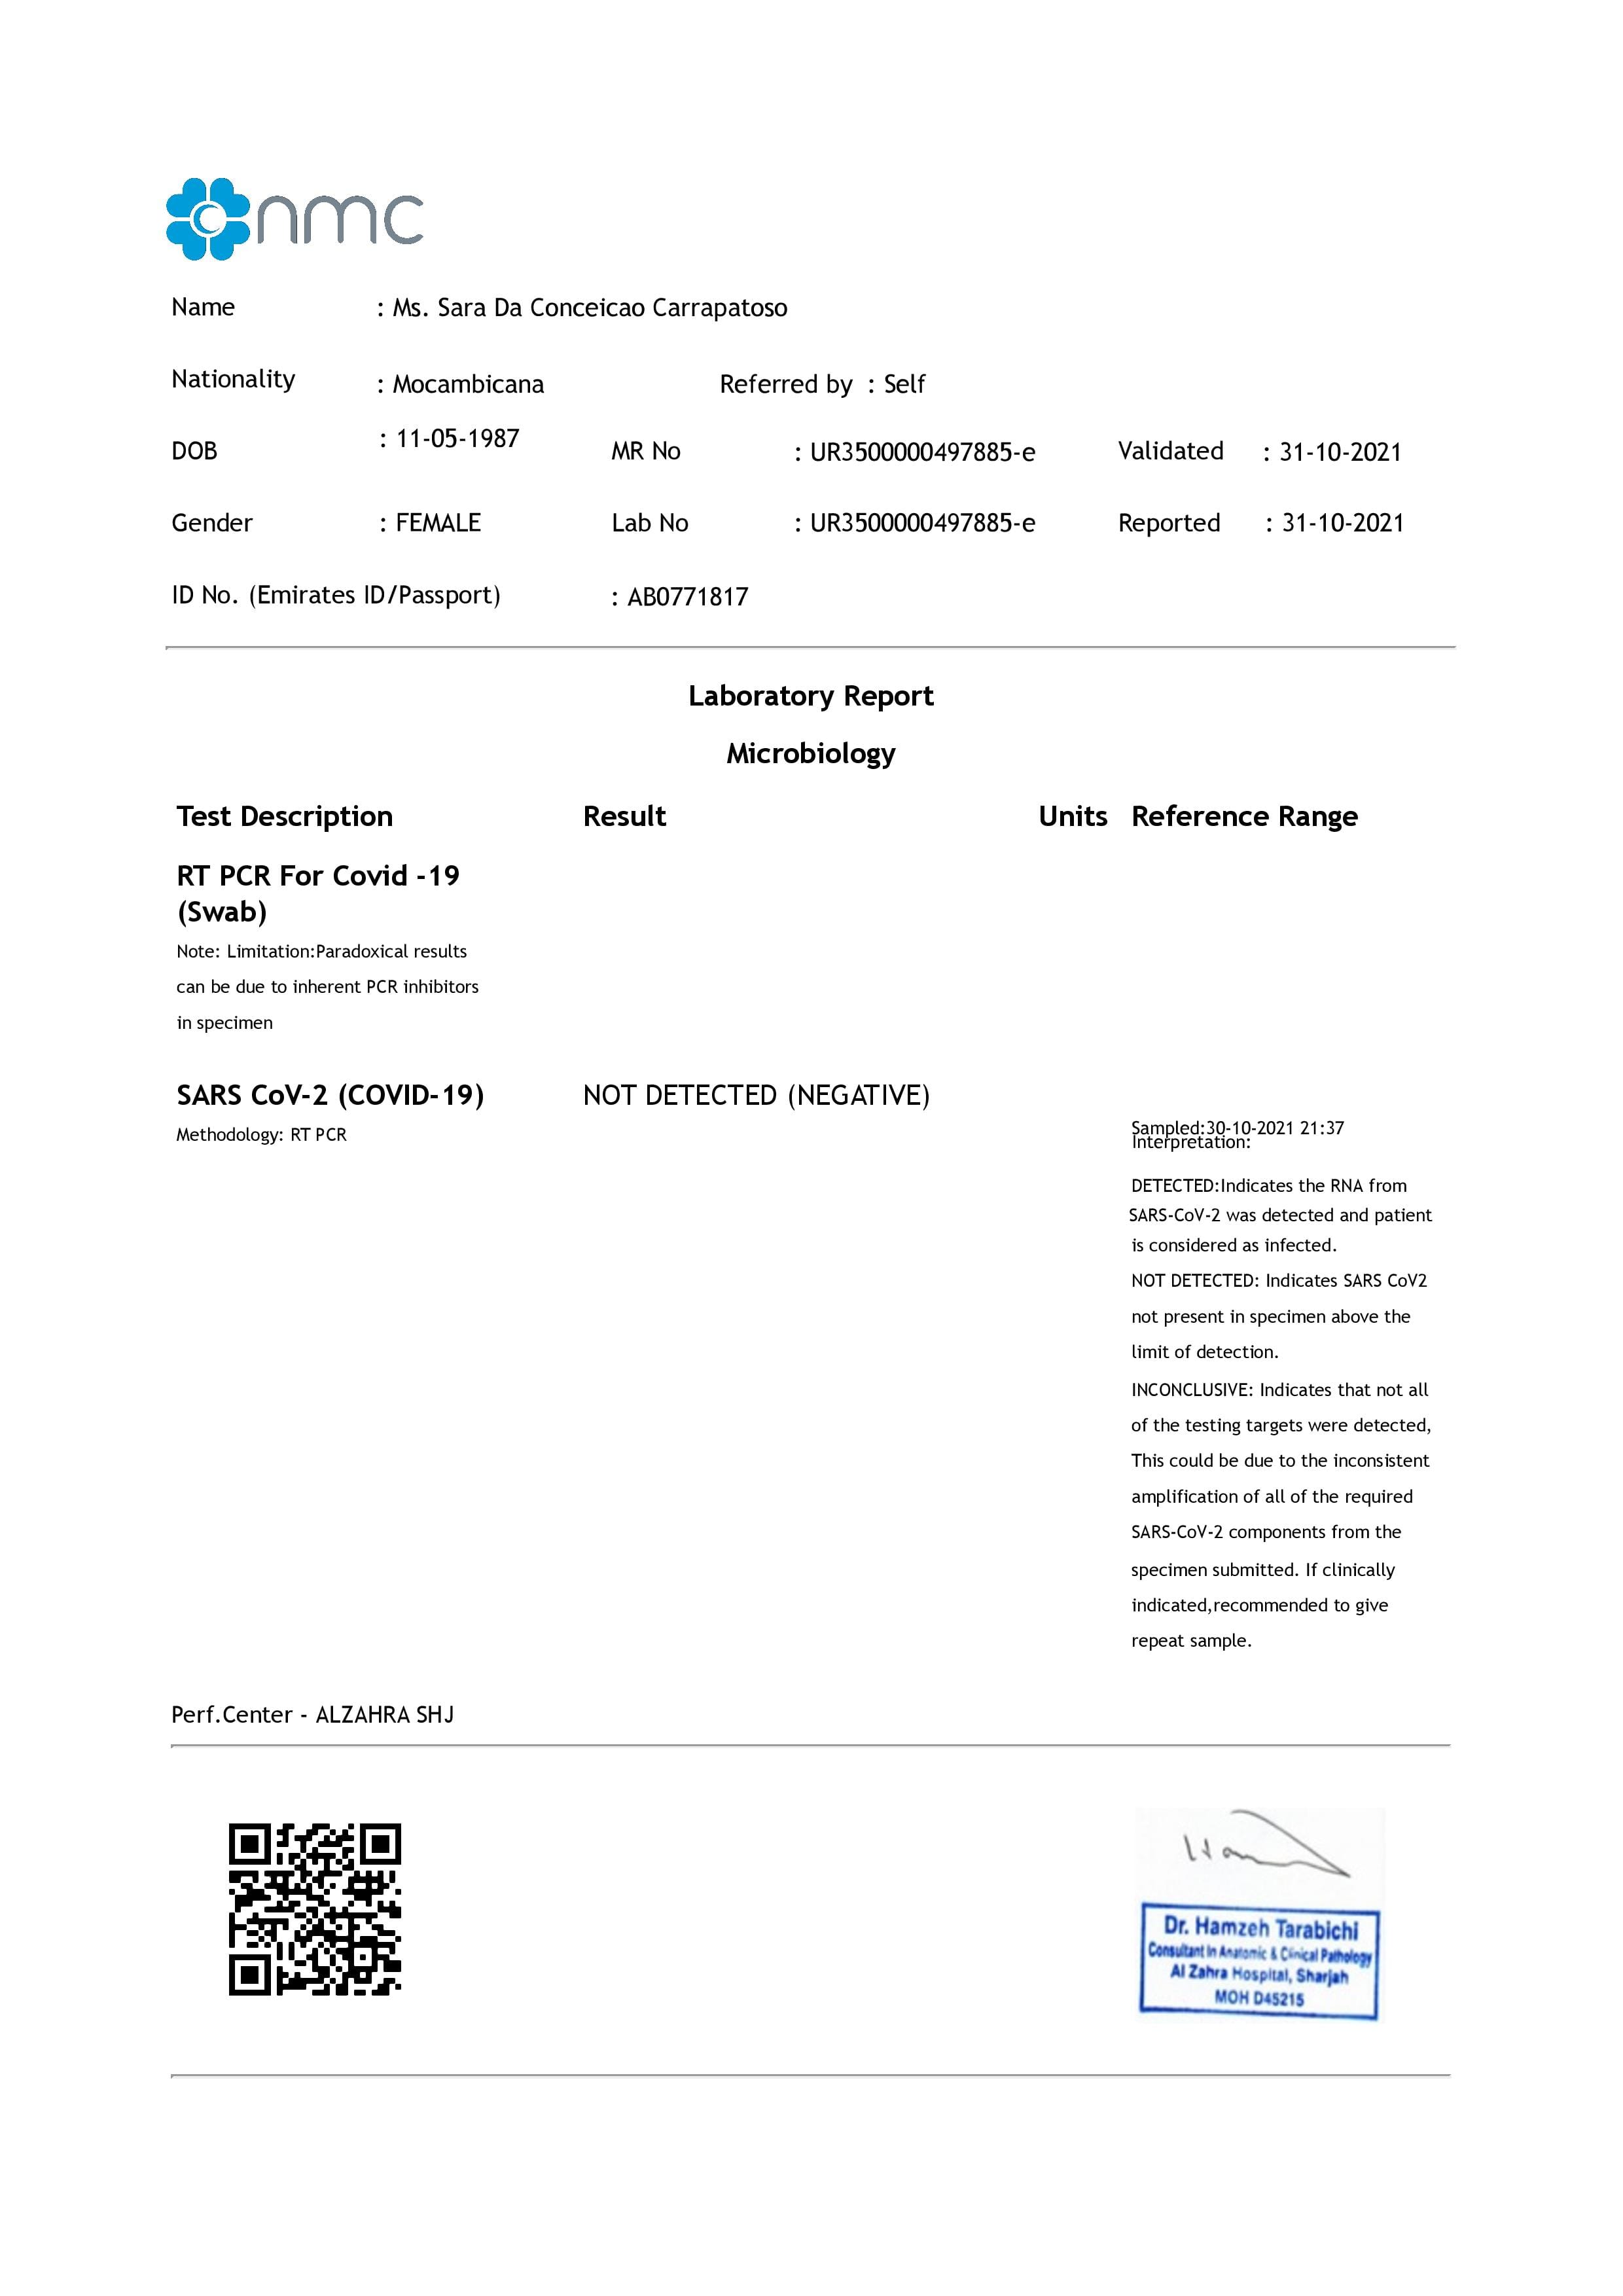 nmc
Name : Ms. Sara Da Conceicao Carrapatoso
Nationality : Mocambicana Referred by : Self
DOB : 11-05-1987 MR No : UR3500000497885-e Validated : 31-10-2021
Gender : FEMALE Lab No : UR3500000497885-e Reported : 31-10-2021
ID No. (Emirates ID/Passport) : AB0771817
Laboratory Report
Microbiology
Test Description Result Units Reference Range
RT PCR For Covid -19
(Swab)
Note: Limitation:Paradoxical results
can be due to inherent PCR inhibitors
in specimen
SARS CoV-2 (COVID-19) NOT DETECTED (NEGATIVE)
Methodology: RT PCR
Sampled:30-10-2021 21:37
Interpretation:
DETECTED:Indicates the RNA from
SARS-CoV-2 was detected and patient
is considered as infected.
NOT DETECTED: Indicates SARS CoV2
not present in specimen above the
limit of detection.
INCONCLUSIVE: Indicates that not all
of the testing targets were detected,
This could be due to the inconsistent
amplification of all of the required
SARS-CoV-2 components from the
specimen submitted. If clinically
indicated,recommended to give
repeat sample.
Perf.Center - ALZAHRA SHJ
Dr. Hamzeh Tarabichi
Consultant in Anatomic & Clinical Pathology
Al Zahra Hospital, Sharjah
MOH D45215